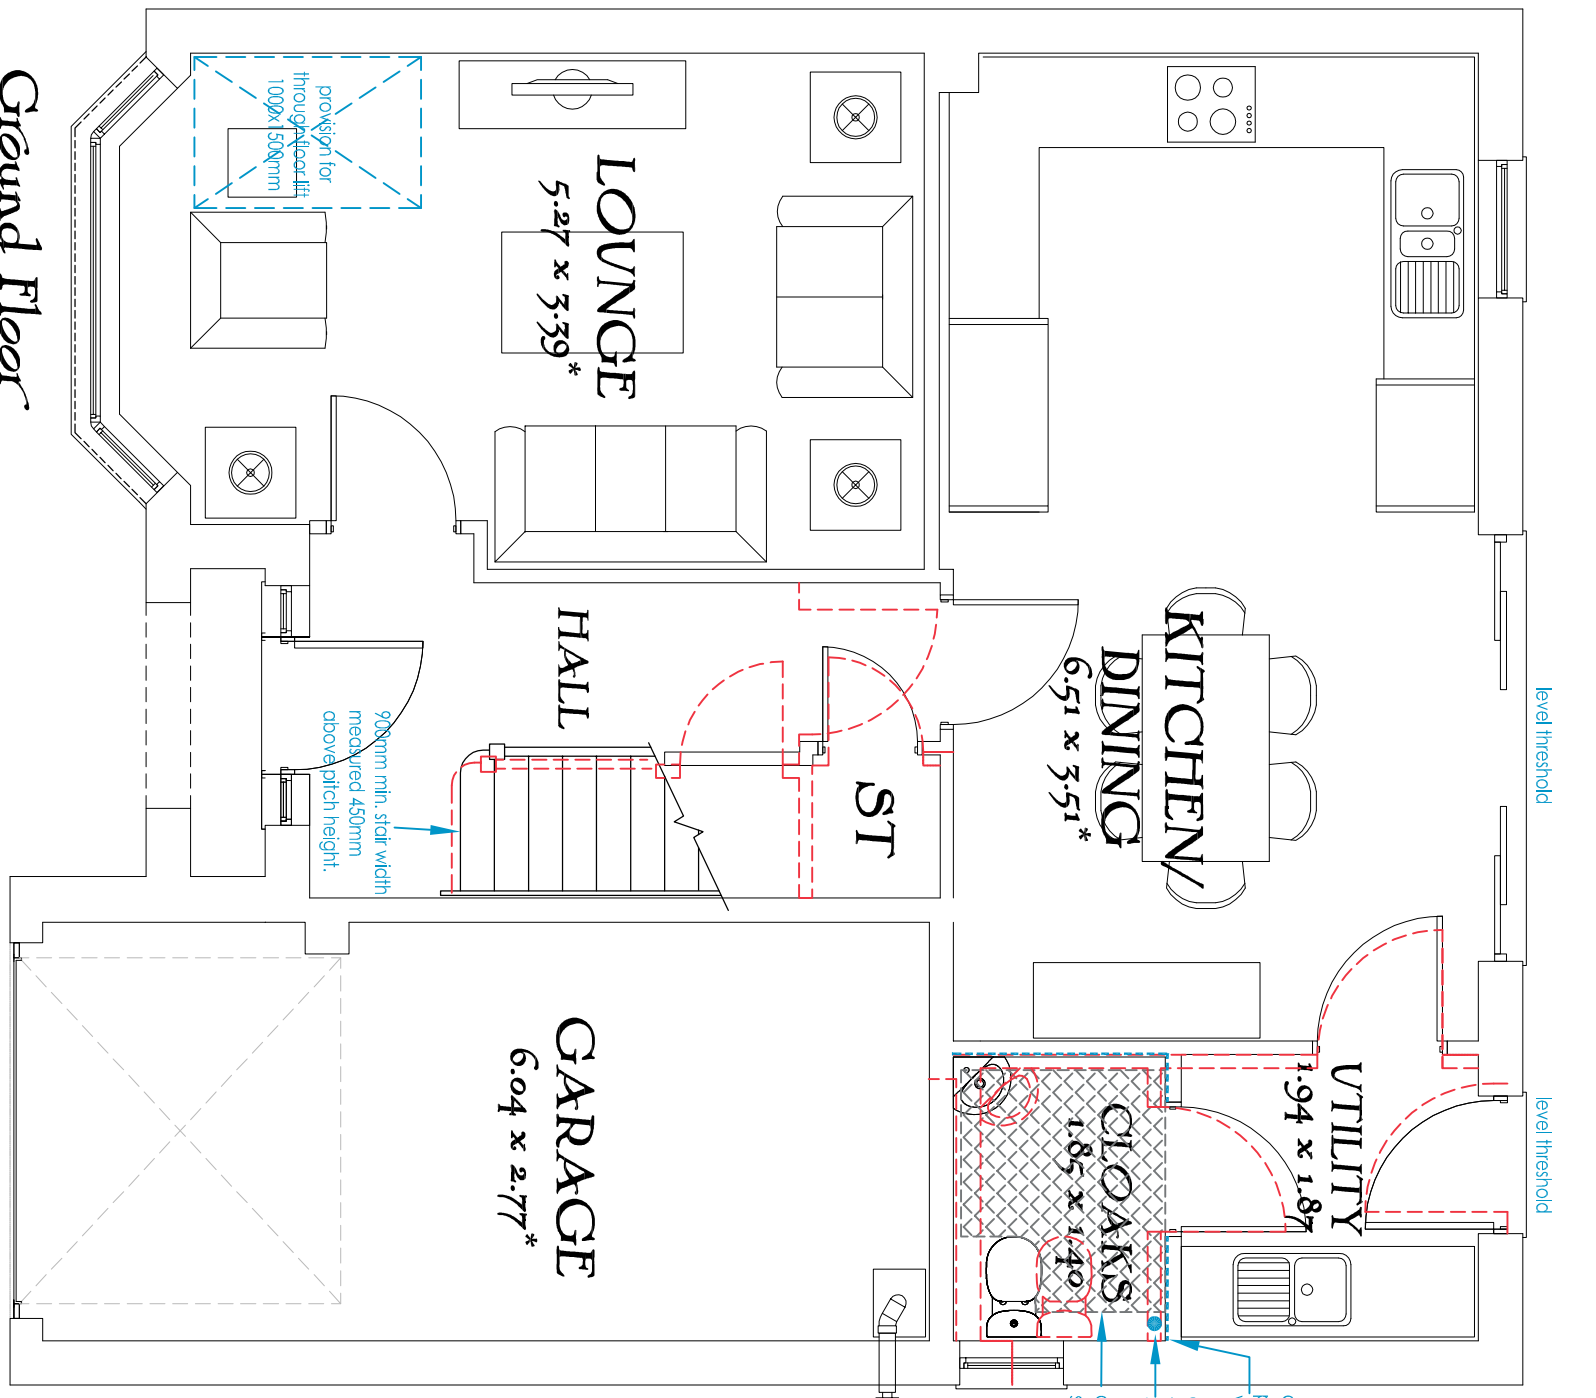 level threshold
level threshold
KITCHEN/
DINING
6.51 x 3.51*
UTILITY
1.94 x 1.87
CLOAKS
1.85 x 1.40
ST
LOUNGE
5.27 x 3.39*
HALL
GARAGE
6.04 x 2.77*
provision for
through floor lift
1000x1500mm
900mm min. stair width
measured 450mm
above pitch height.
Ground Floor